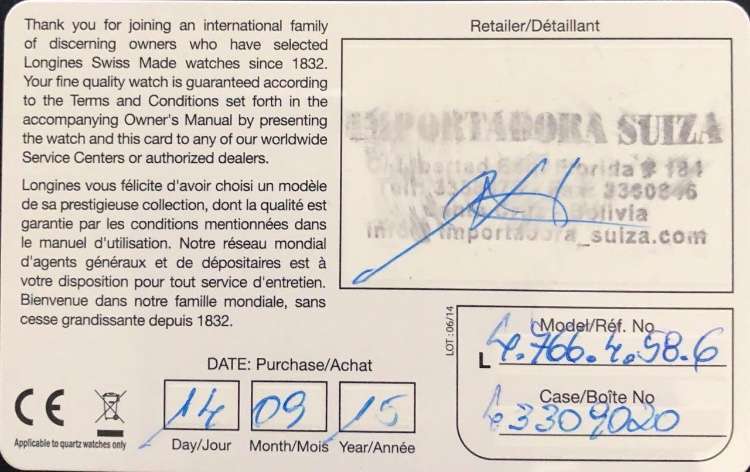 Thank you for joining an international family
of discerning owners who have selected
Longines Swiss Made watches since 1832.
Your fine quality watch is guaranteed according
to the Terms and Conditions set forth in the
accompanying Owner's Manual by presenting
the watch and this card to any of our worldwide
Service Centers or authorized dealers.
Longines vous félicite d'avoir choisi un modèle
de sa prestigieuse collection, dont la qualité est
garantie par les conditions mentionnées dans
le manuel d'utilisation. Notre réseau mondial
d'agents généraux et de dépositaires est à
votre disposition pour tout service d'entretien.
Bienvenue dans notre famille mondiale, sans
cesse grandissante depuis 1832.
Retailer/Détaillant
IMPORTADORA SUIZA
Florida # 184
3360846
Bolivia
info@importadora_suiza.com
LOT : 06/14
Model/Réf. No
L 4.766.4.58.6
Case/Boîte No
43309020
DATE: Purchase/Achat
14 09 15
Day/Jour Month/Mois Year/Année
CE
Applicable to quartz watches only